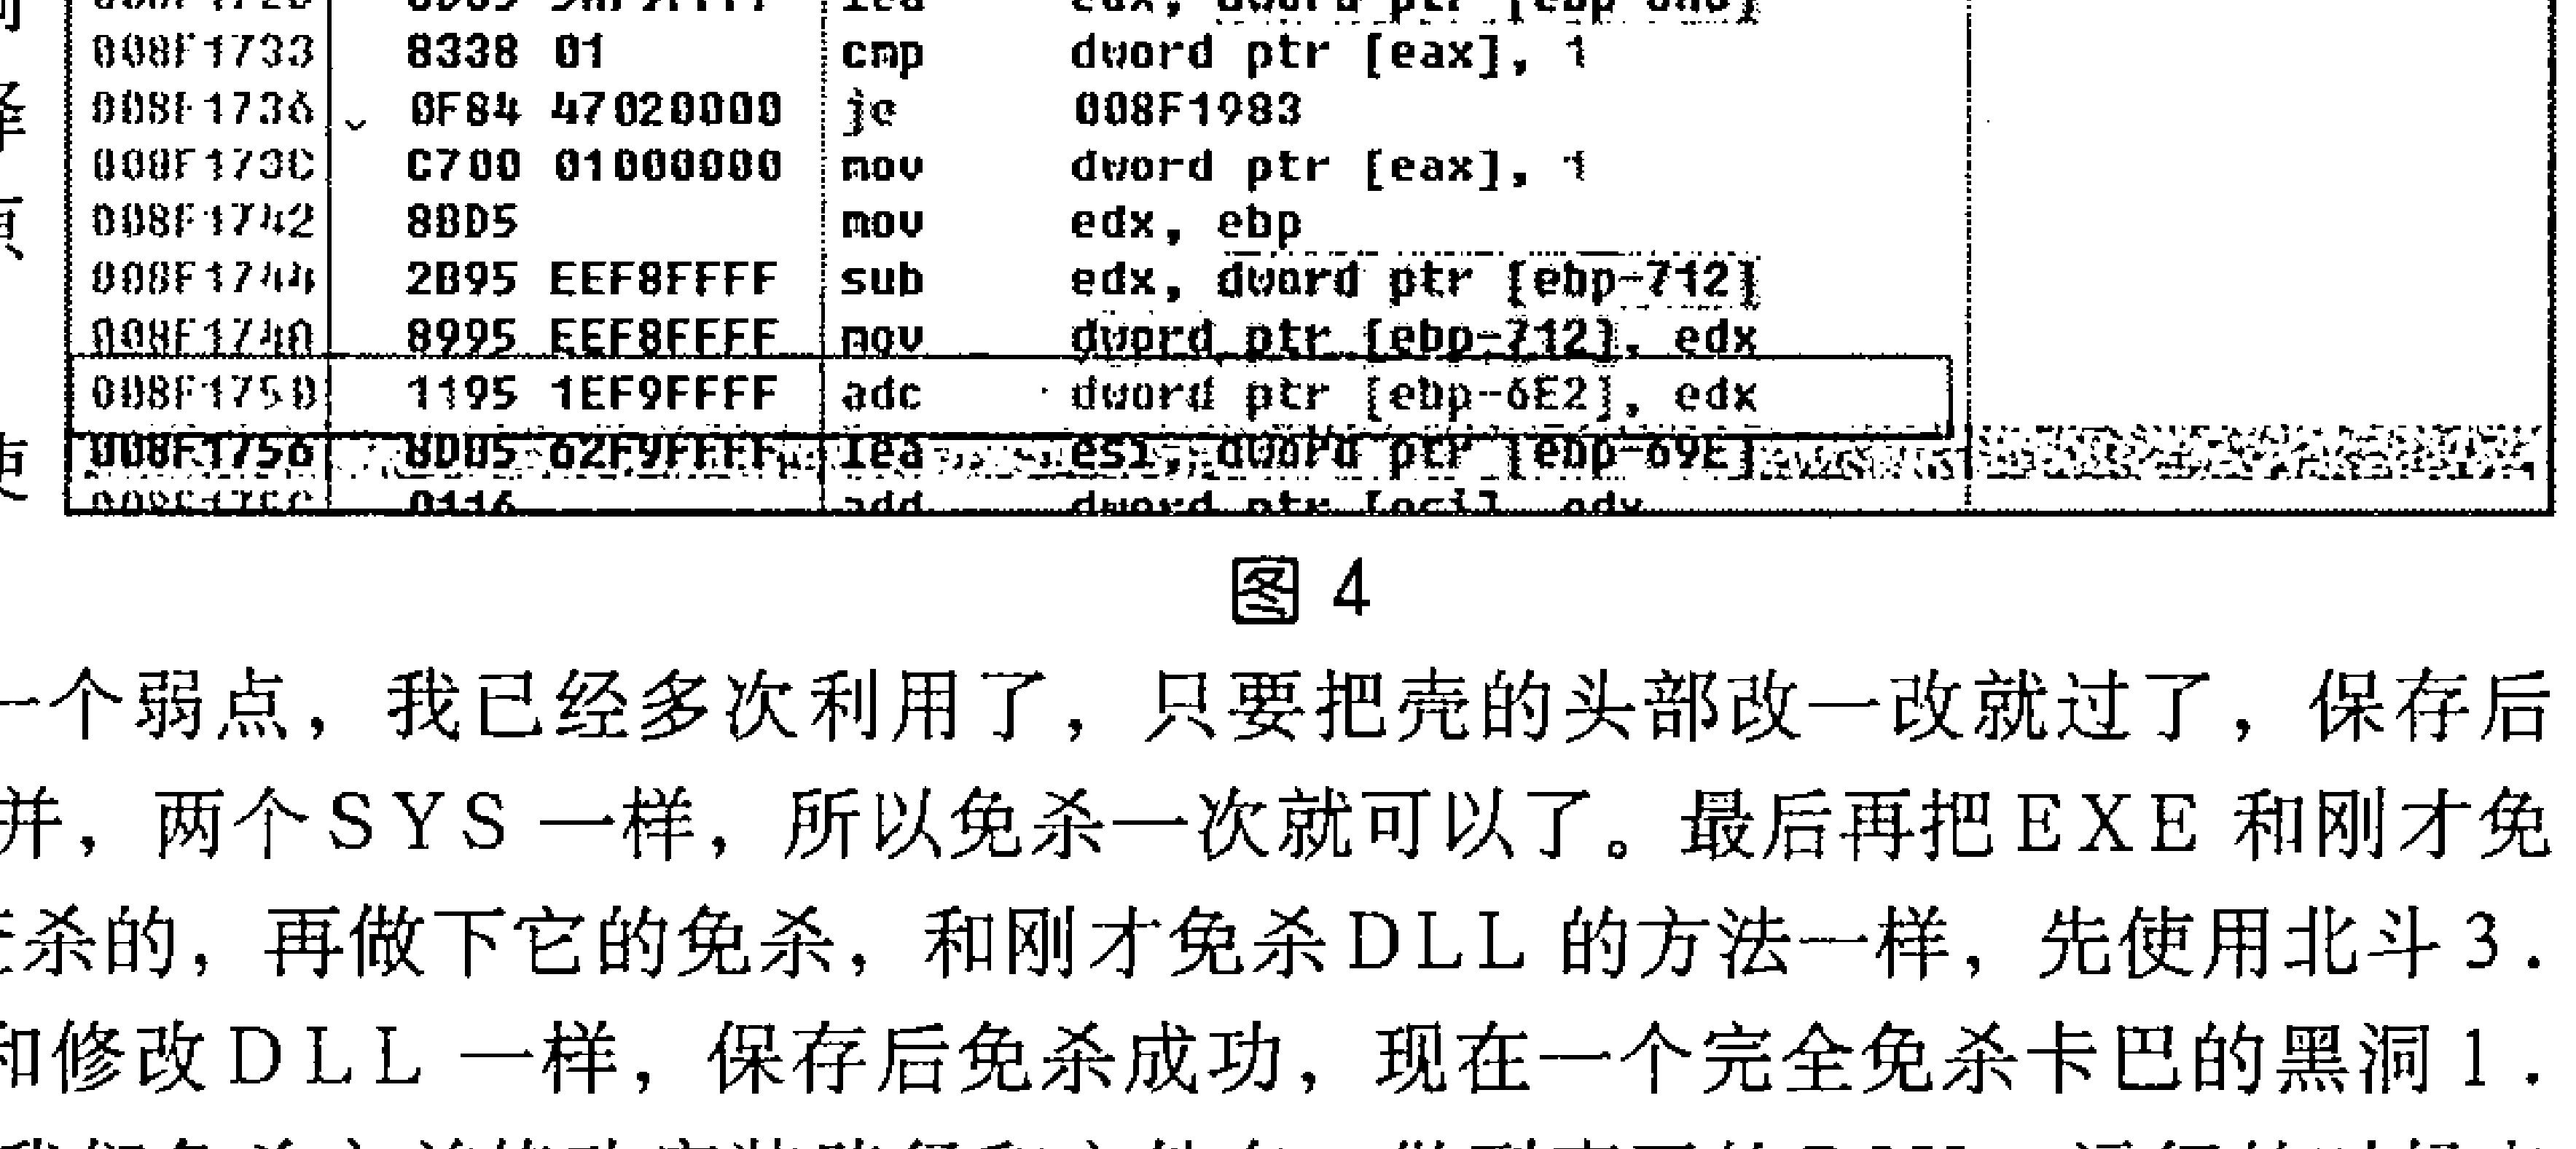 008F1733 8338 01 cmp dword ptr [eax], 1
008F1736 0F84 47020000 je 008F1983
008F173C C700 01000000 mov dword ptr [eax], 1
008F1742 8BD5 mov edx, ebp
008F1744 2B95 EEF8FFFF sub edx, dword ptr [ebp-712]
008F174A 8995 EEF8FFFF mov dword ptr [ebp-712], edx
008F1750 1195 1EF9FFFF adc dword ptr [ebp-6E2], edx
008F1756 62F9FFFF lea esi, dword ptr [ebp-69E]
0116 add dword ptr [esi], edx
图 4
一个弱点，我已经多次利用了，只要把壳的头部改一改就过了，保存后
并，两个SYS一样，所以免杀一次就可以了。最后再把EXE和刚才免
杀的，再做下它的免杀，和刚才免杀DLL的方法一样，先使用北斗3.
和修改DLL一样，保存后免杀成功，现在一个完全免杀卡巴的黑洞1.